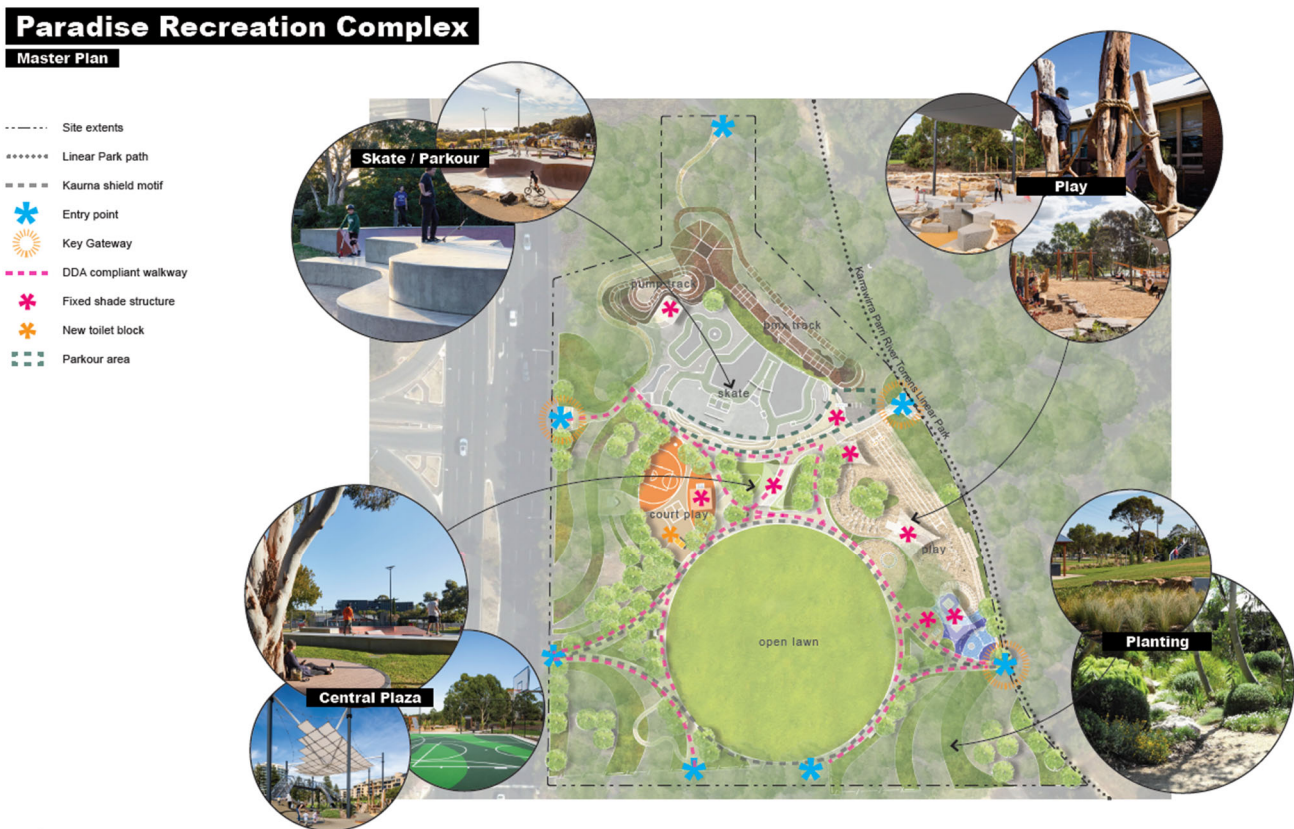 Paradise Recreation Complex
Master Plan
Site extents
Linear Park path
Kaurna shield motif
Entry point
Key Gateway
DDA compliant walkway
Fixed shade structure
New toilet block
Parkour area
Skate / Parkour
Play
pump track
bmx track
Karrawirra Parri River Torrens Linear Park
skate
court play
play
open lawn
Central Plaza
Planting